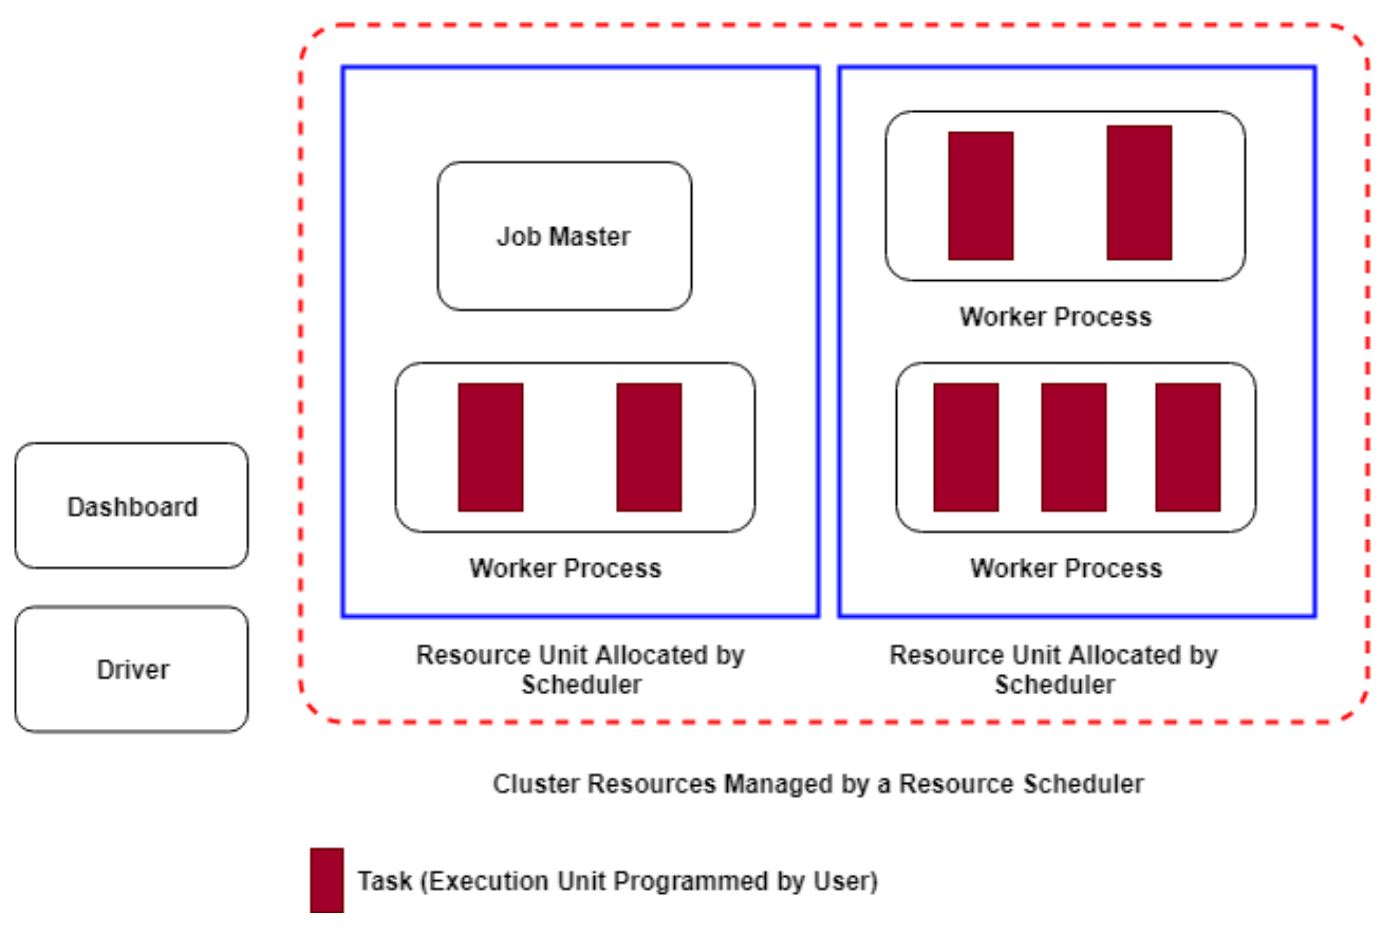 Job Master
Worker Process
Worker Process
Worker Process
Dashboard
Driver
Resource Unit Allocated by
Scheduler
Resource Unit Allocated by
Scheduler
Cluster Resources Managed by a Resource Scheduler
Task (Execution Unit Programmed by User)